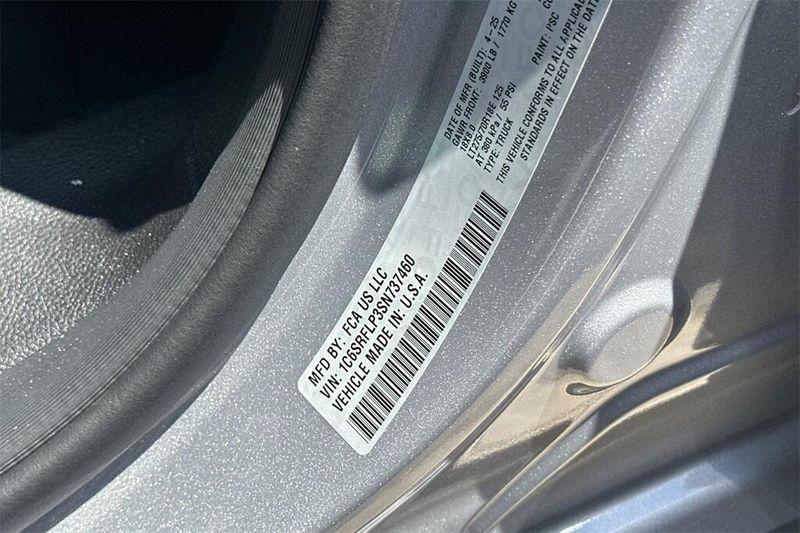 MFD BY: FCA US LLC
VIN: 1C6SRFLP3SN737460
VEHICLE MADE IN: U.S.A.
DATE OF MFR (BUILT): 4-25
GAWR FRONT: 3900 LB / 1770 KG
18X8.0
LT275/70R18E 125
AT 380 kPa / 55 PSI
TYPE: TRUCK
PAINT: PSC
THIS VEHICLE CONFORMS TO ALL
STANDARDS IN EFFECT ON THE DATE